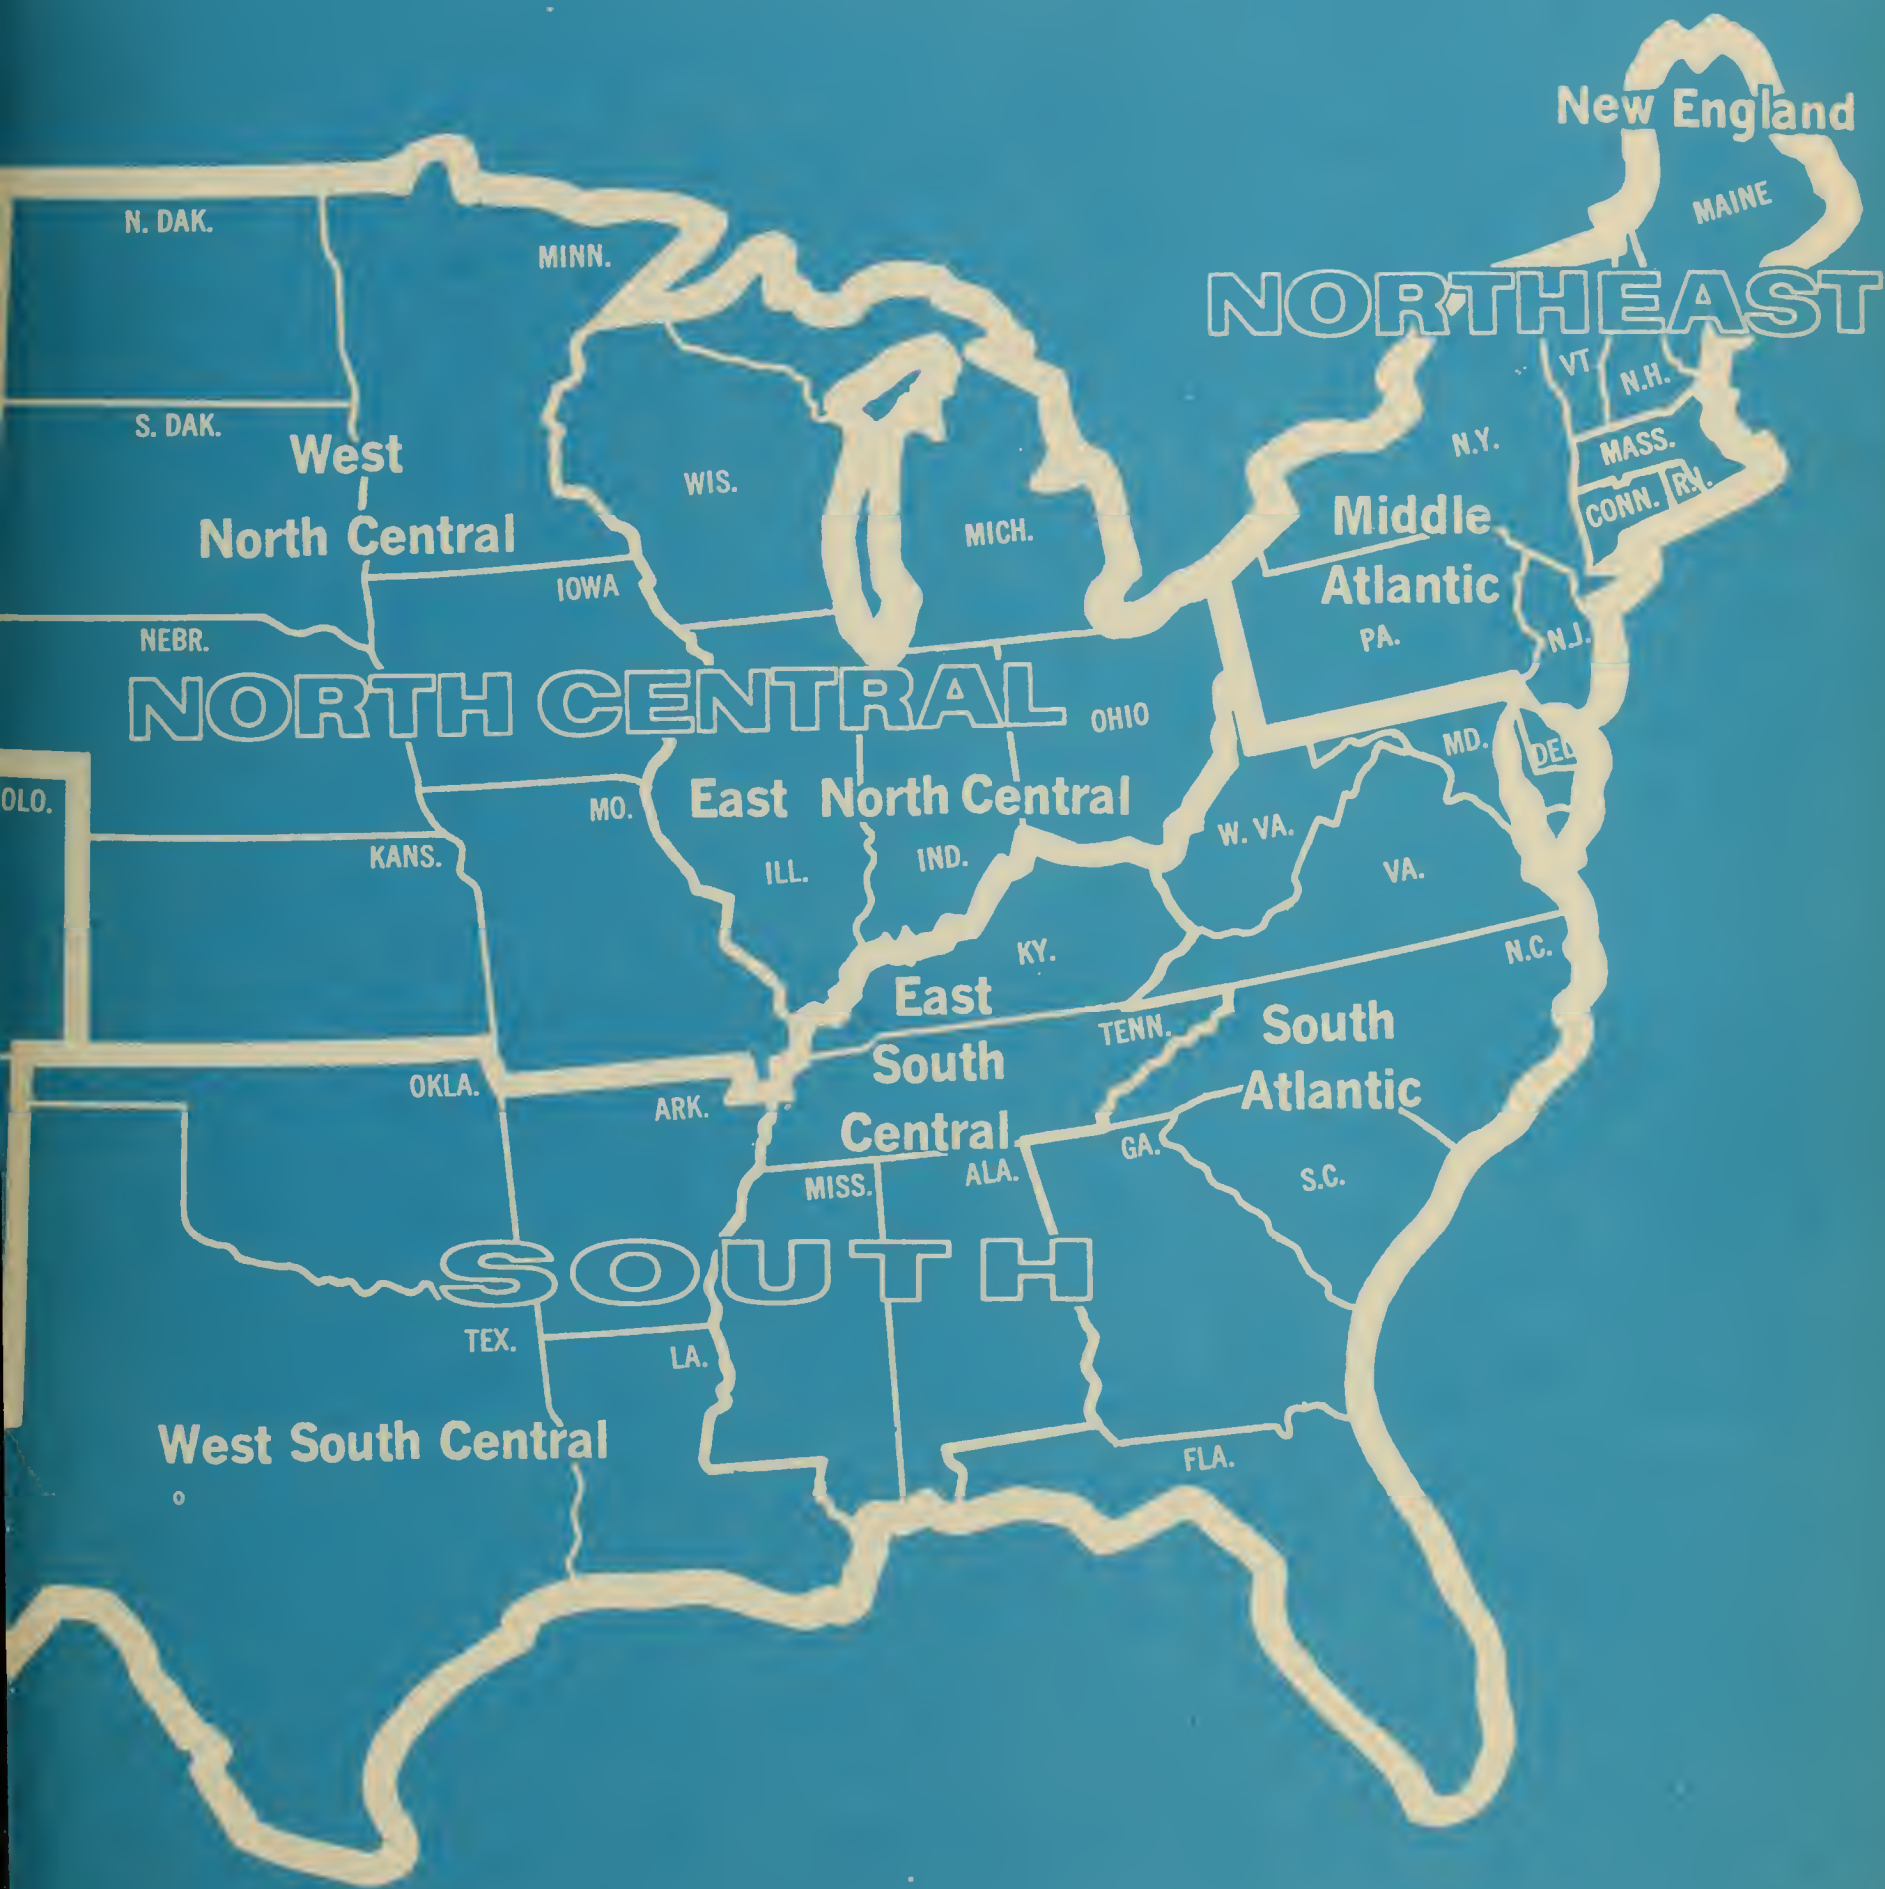 New England
MAINE
N. DAK.
MINN.
NORTHEAST
VT
N.H.
S. DAK.
West
North Central
WIS.
MICH.
N.Y.
MASS.
CONN.
R.I.
Middle
Atlantic
IOWA
NEBR.
PA.
N.J.
NORTH CENTRAL
OHIO
MD.
DEL
OLO.
MO.
East North Central
KANS.
ILL.
IND.
W. VA.
VA.
KY.
N.C.
East
South
Central
TENN.
South
Atlantic
OKLA.
ARK.
MISS.
ALA.
GA.
S.C.
SOUTH
TEX.
LA.
West South Central
FLA.